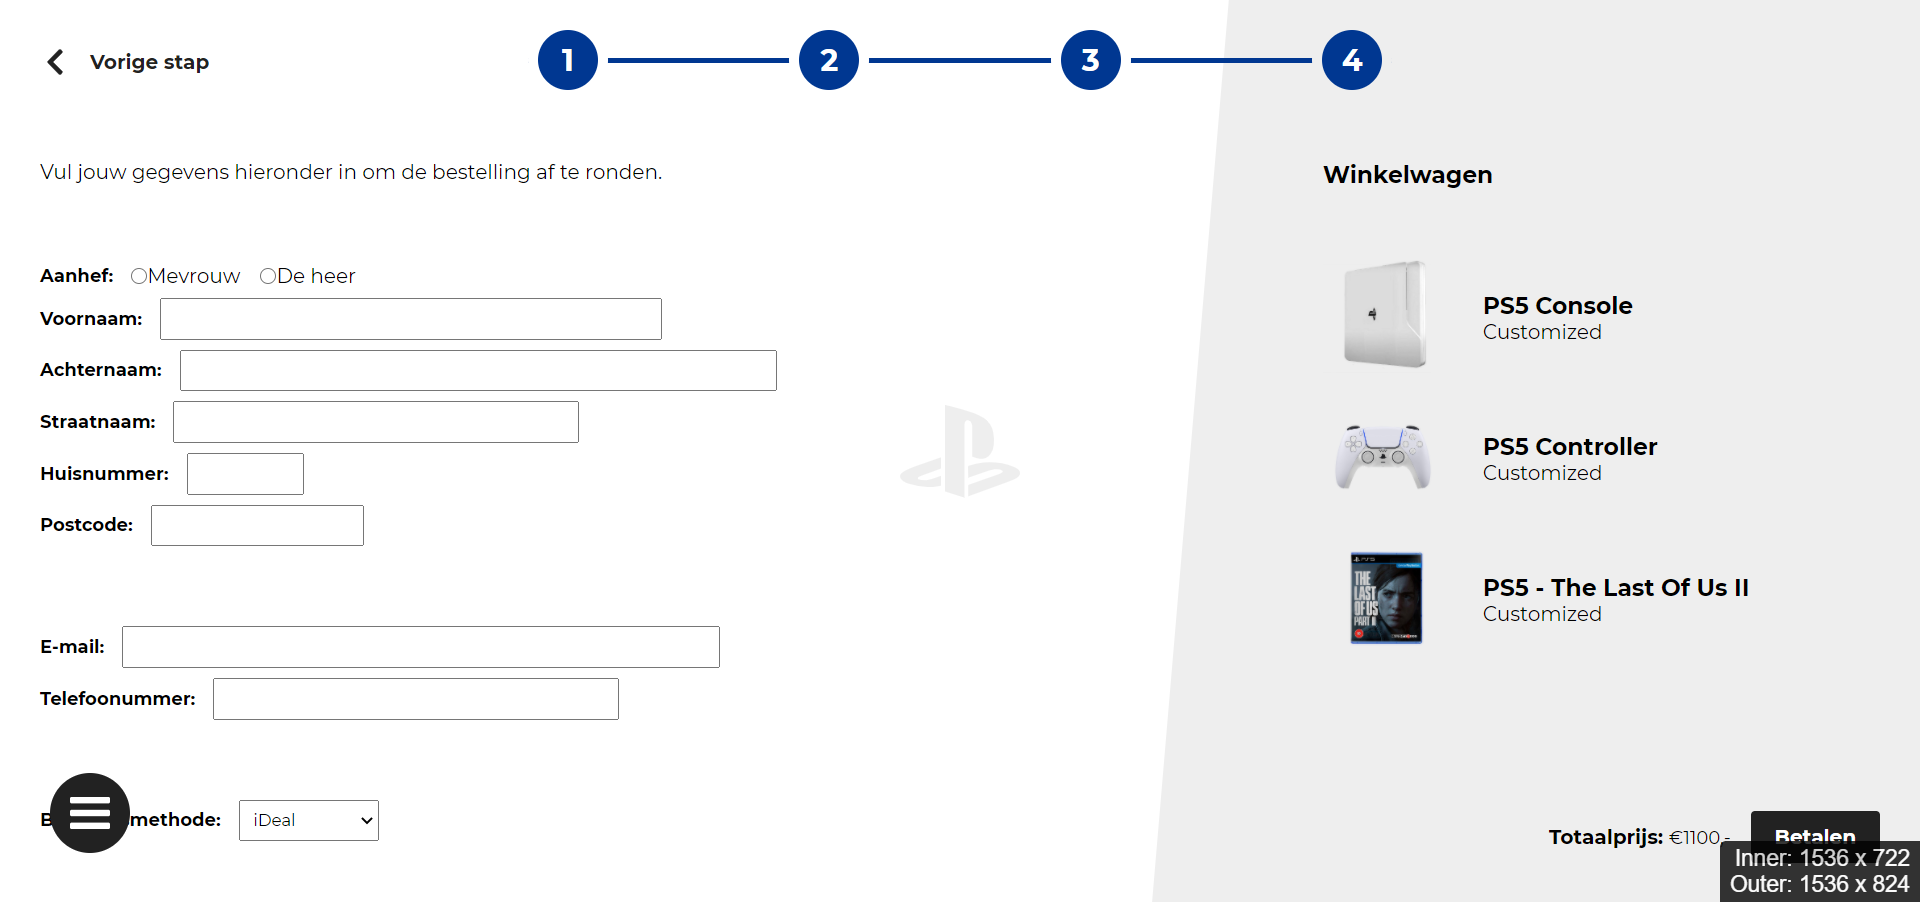 Vorige stap
1
2
3
4
Vul jouw gegevens hieronder in om de bestelling af te ronden.
Aanhef: Mevrouw De heer
Voornaam:
Achternaam:
Straatnaam:
Huisnummer:
Postcode:
E-mail:
Telefoonummer:
methode: iDeal
Winkelwagen
PS5 Console
Customized
PS5 Controller
Customized
THE
LAST
OF US
PART II
PS5 - The Last Of Us II
Customized
Totaalprijs: €1100,-
Betalen
Inner: 1536 x 722
Outer: 1536 x 824